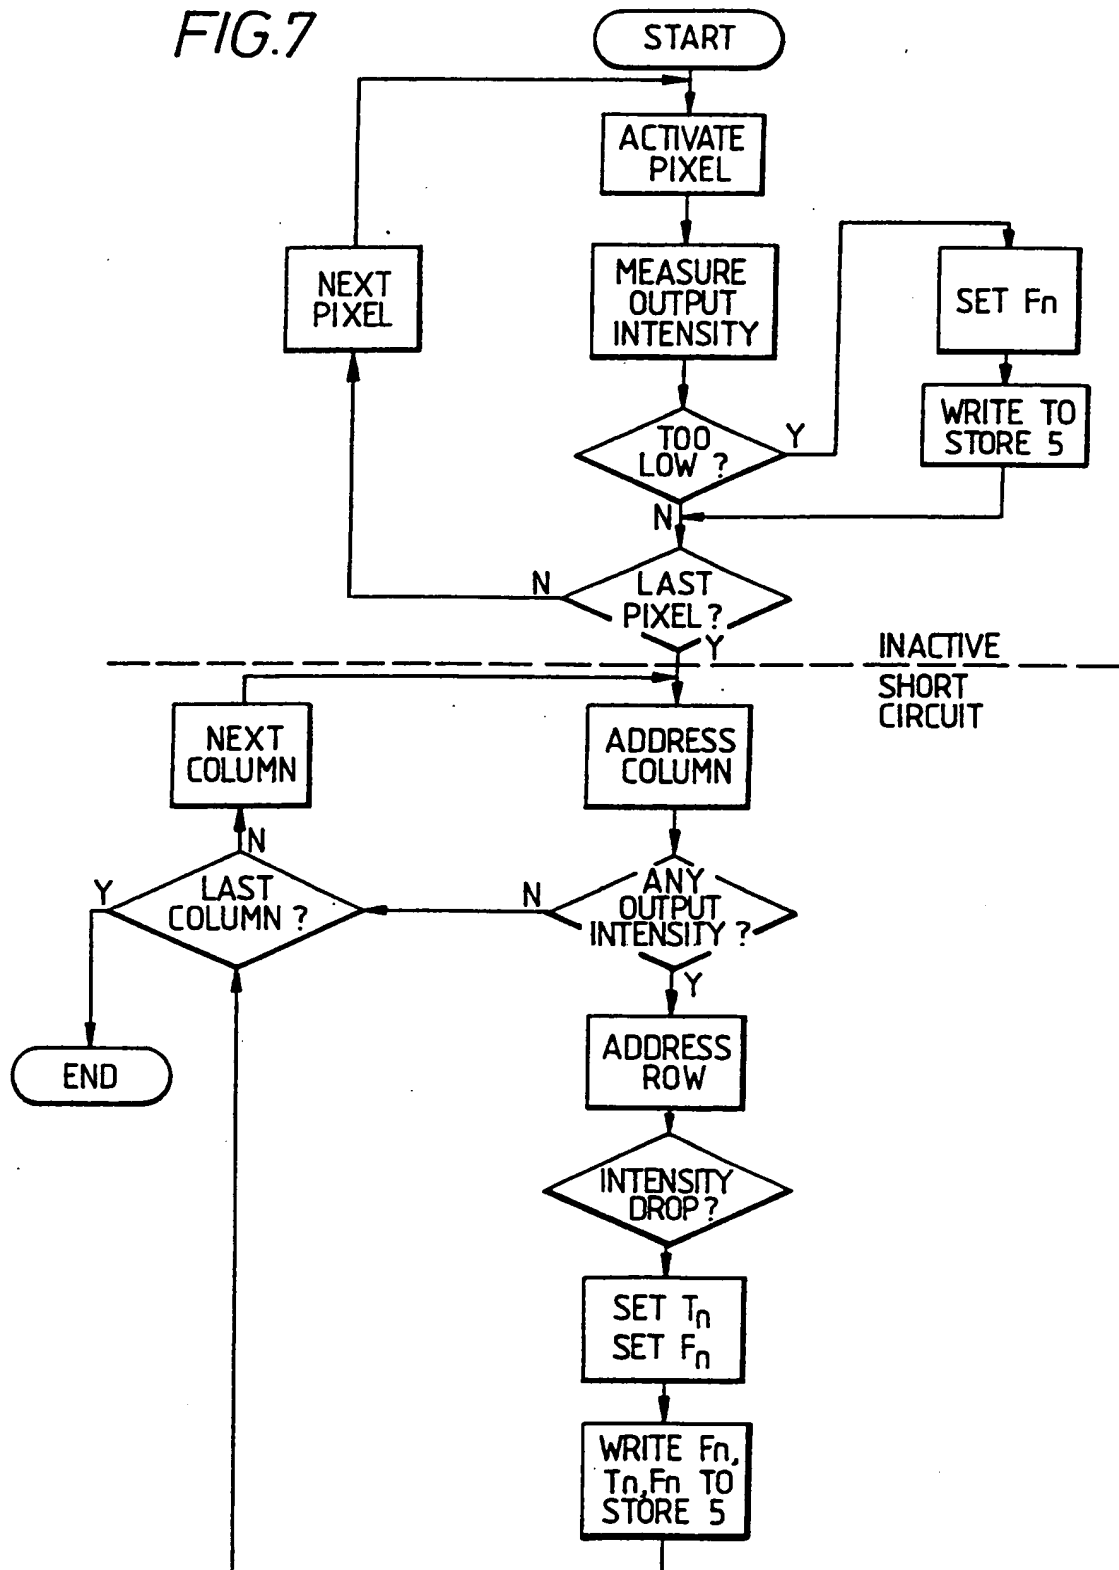 FIG.7
START
ACTIVATE
PIXEL
NEXT
PIXEL
MEASURE
OUTPUT
INTENSITY
SET Fn
WRITE TO
STORE 5
TOO
LOW ?
Y
N
LAST
PIXEL ?
N
Y
INACTIVE
SHORT
CIRCUIT
NEXT
COLUMN
ADDRESS
COLUMN
N
LAST
COLUMN ?
Y
N
ANY
OUTPUT
INTENSITY ?
Y
END
ADDRESS
ROW
INTENSITY
DROP ?
SET Tn
SET Fn
WRITE Fn,
Tn,Fn TO
STORE 5